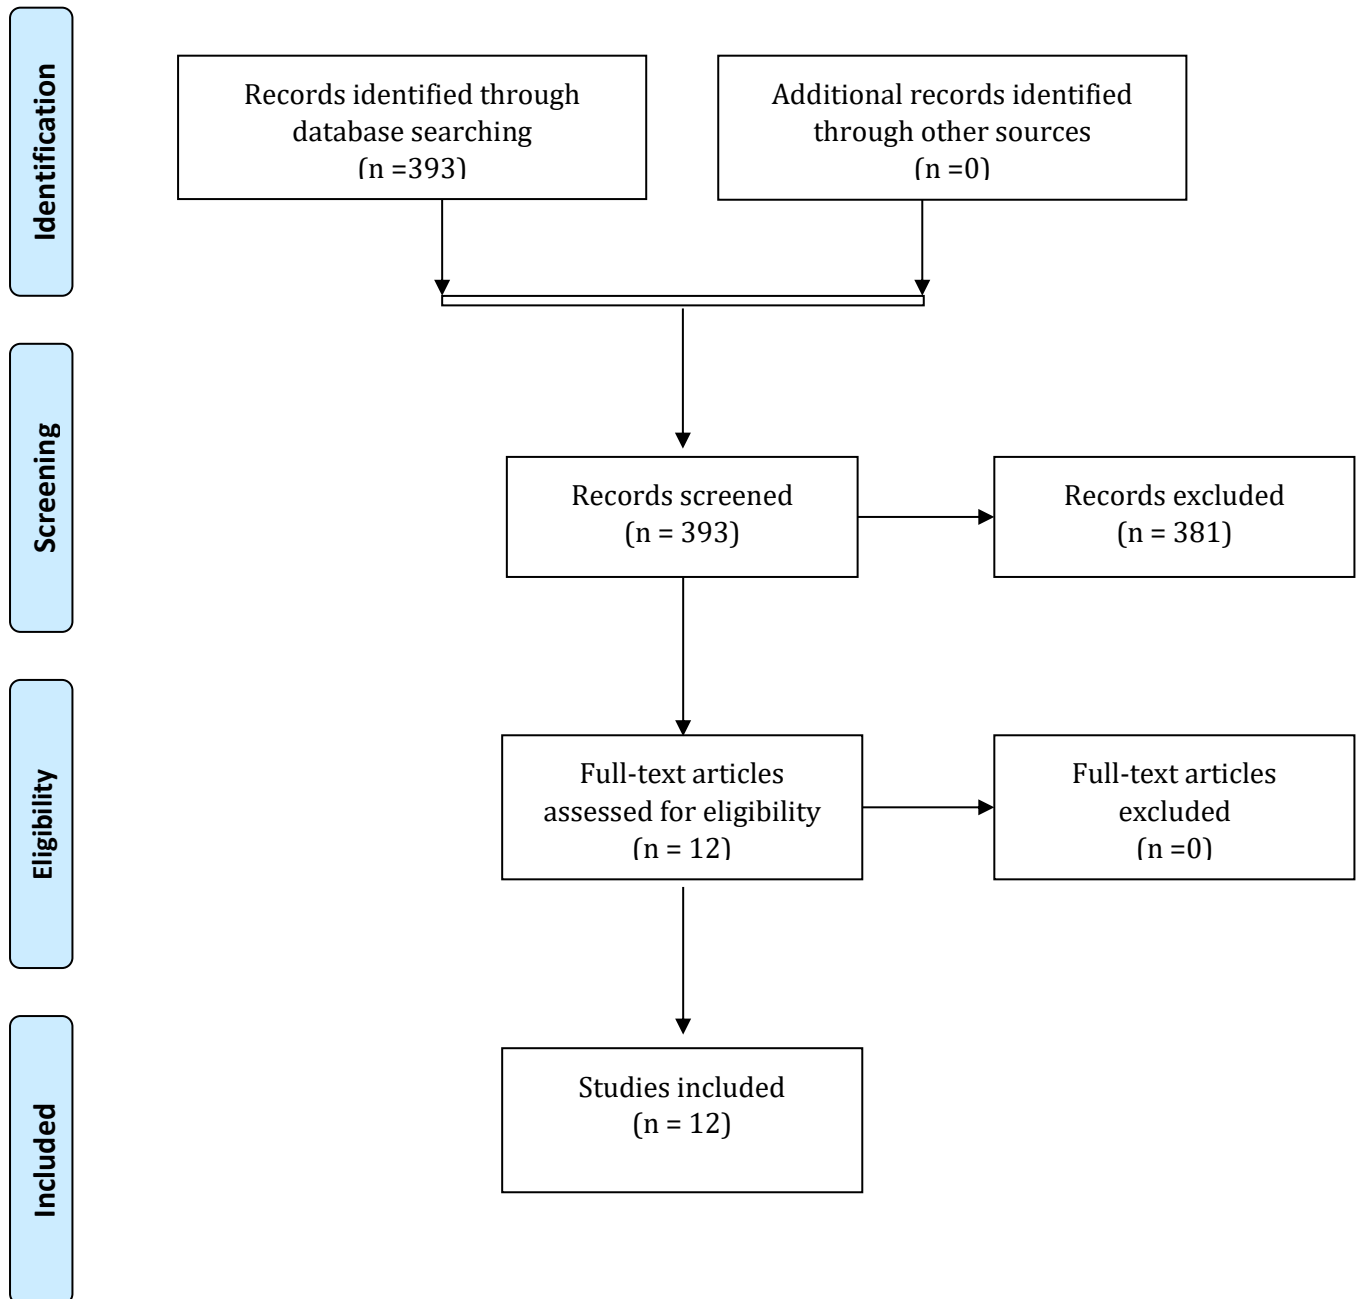 Identification
Records identified through
database searching
(n =393)
Additional records identified
through other sources
(n =0)
Screening
Records screened
(n = 393)
Records excluded
(n = 381)
Eligibility
Full-text articles
assessed for eligibility
(n = 12)
Full-text articles
excluded
(n =0)
Included
Studies included
(n = 12)